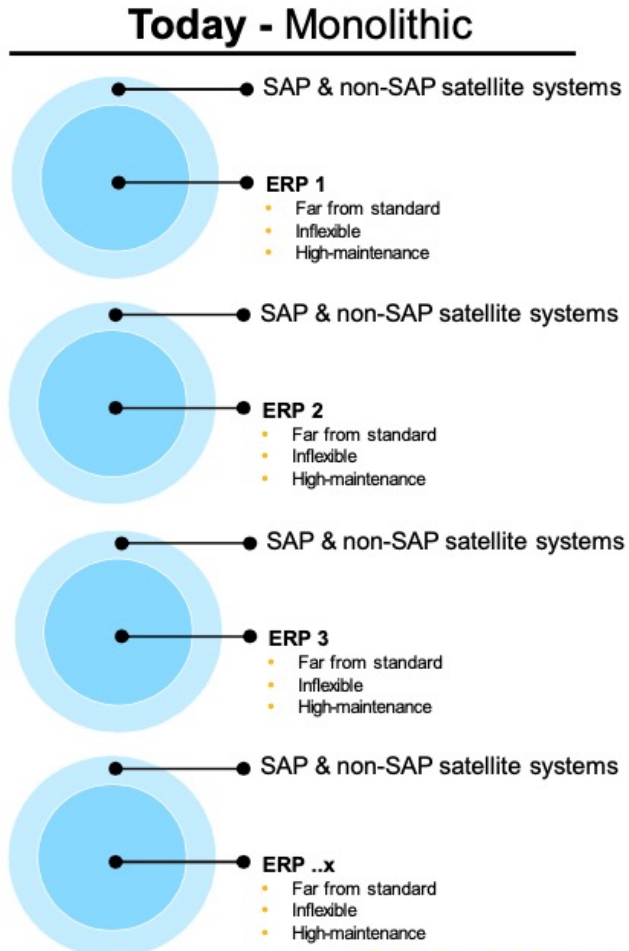 Today - Monolithic
SAP & non-SAP satellite systems
ERP 1
• Far from standard
• Inflexible
• High-maintenance
SAP & non-SAP satellite systems
ERP 2
• Far from standard
• Inflexible
• High-maintenance
SAP & non-SAP satellite systems
ERP 3
• Far from standard
• Inflexible
• High-maintenance
SAP & non-SAP satellite systems
ERP ..x
• Far from standard
• Inflexible
• High-maintenance